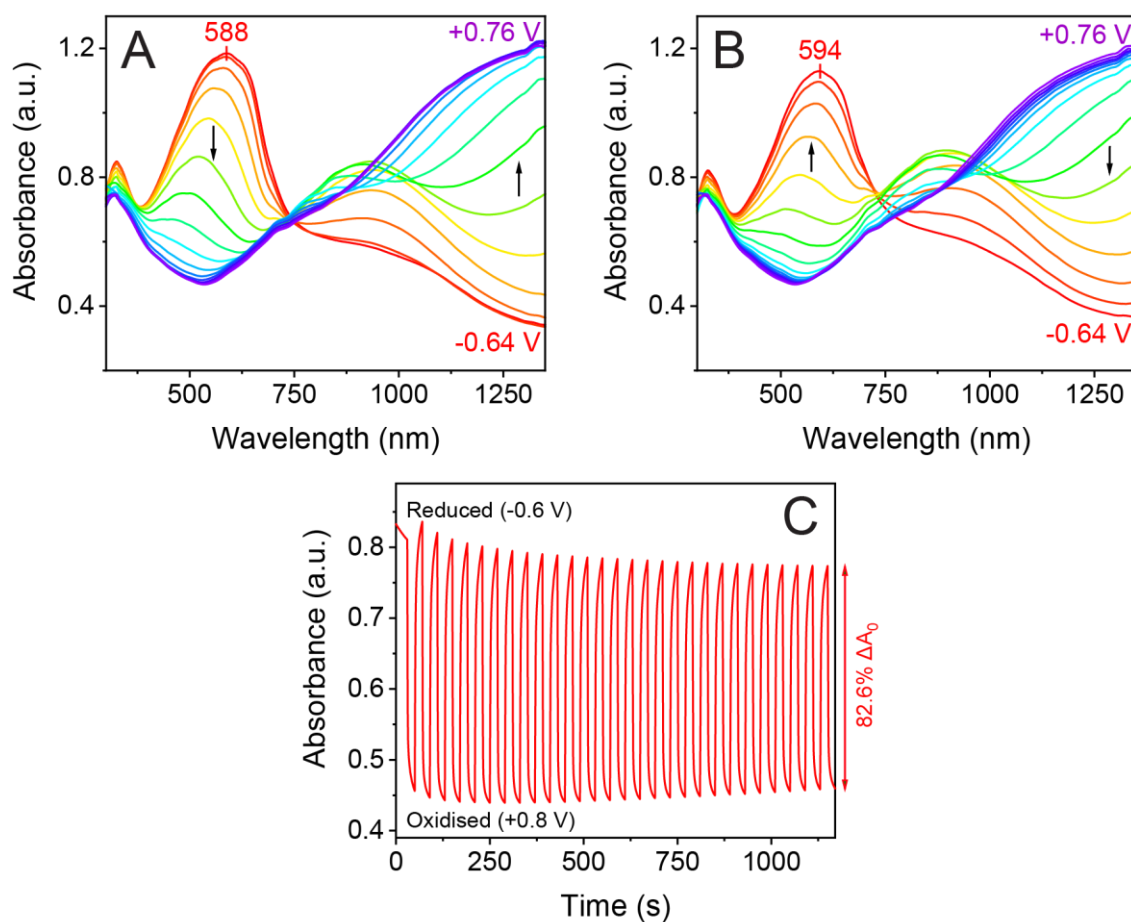 A
588
+0.76 V
-0.64 V
1.2
0.8
0.4
Absorbance (a.u.)
500
750
1000
1250
Wavelength (nm)
B
594
+0.76 V
-0.64 V
1.2
0.8
0.4
Absorbance (a.u.)
500
750
1000
1250
Wavelength (nm)
C
Reduced (-0.6 V)
Oxidised (+0.8 V)
82.6% ΔA₀
0.8
0.7
0.6
0.5
0.4
Absorbance (a.u.)
0
250
500
750
1000
Time (s)